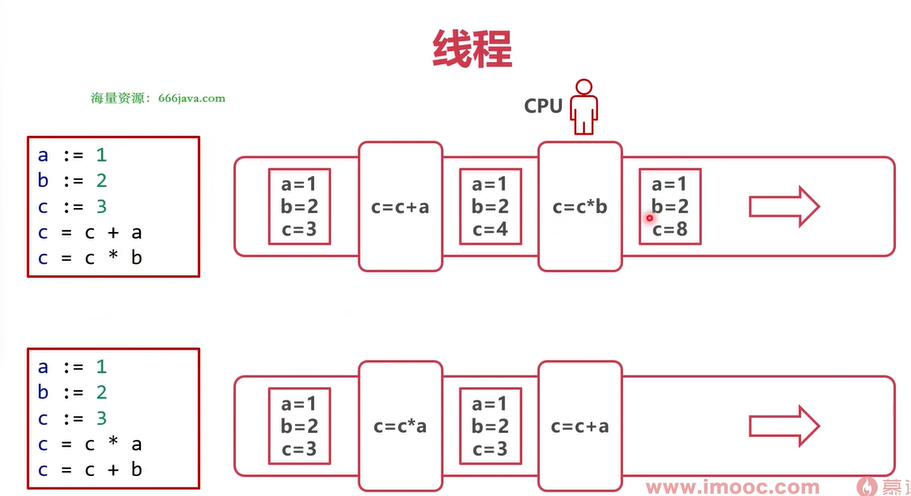 线程
海量资源：666java.com
CPU
a := 1
b := 2
c := 3
c = c + a
c = c * b
a=1
b=2
c=3
c=c+a
a=1
b=2
c=4
c=c*b
a=1
b=2
c=8
a := 1
b := 2
c := 3
c = c * a
c = c + b
a=1
b=2
c=3
c=c*a
a=1
b=2
c=3
c=c+a
www.imooc.com
慕